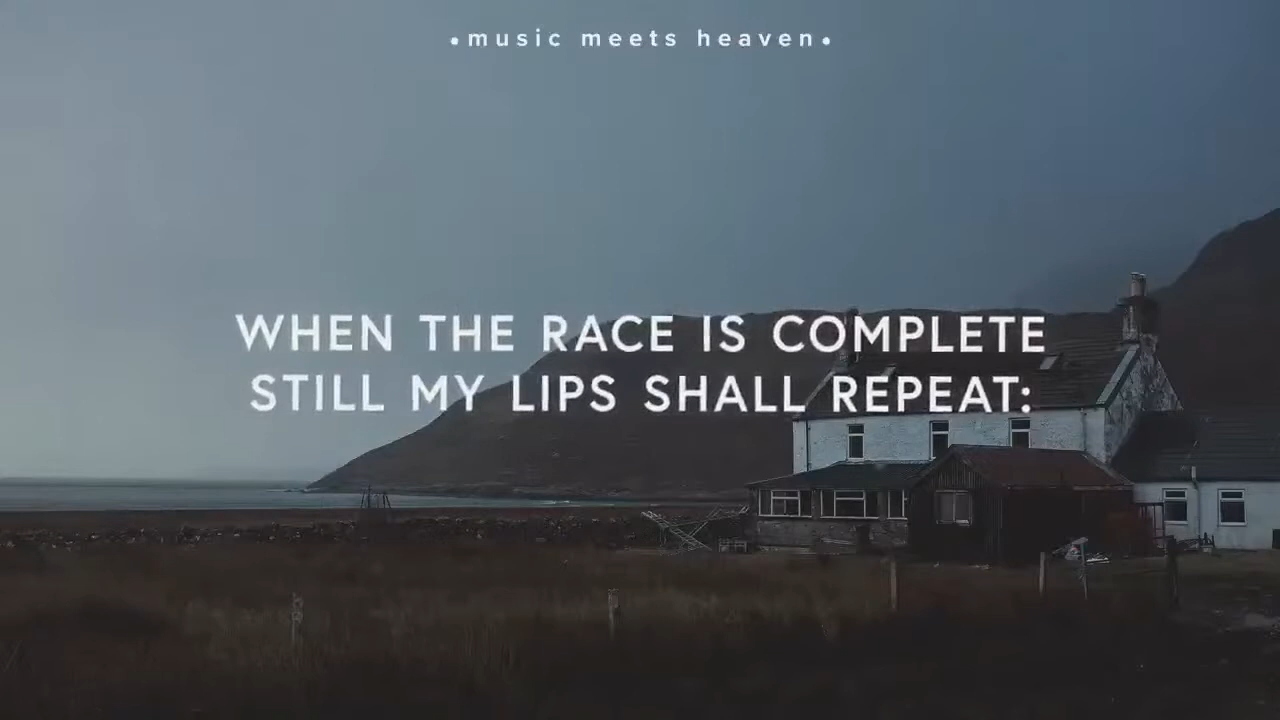 •music meets heaven•
WHEN THE RACE IS COMPLETE
STILL MY LIPS SHALL REPEAT: